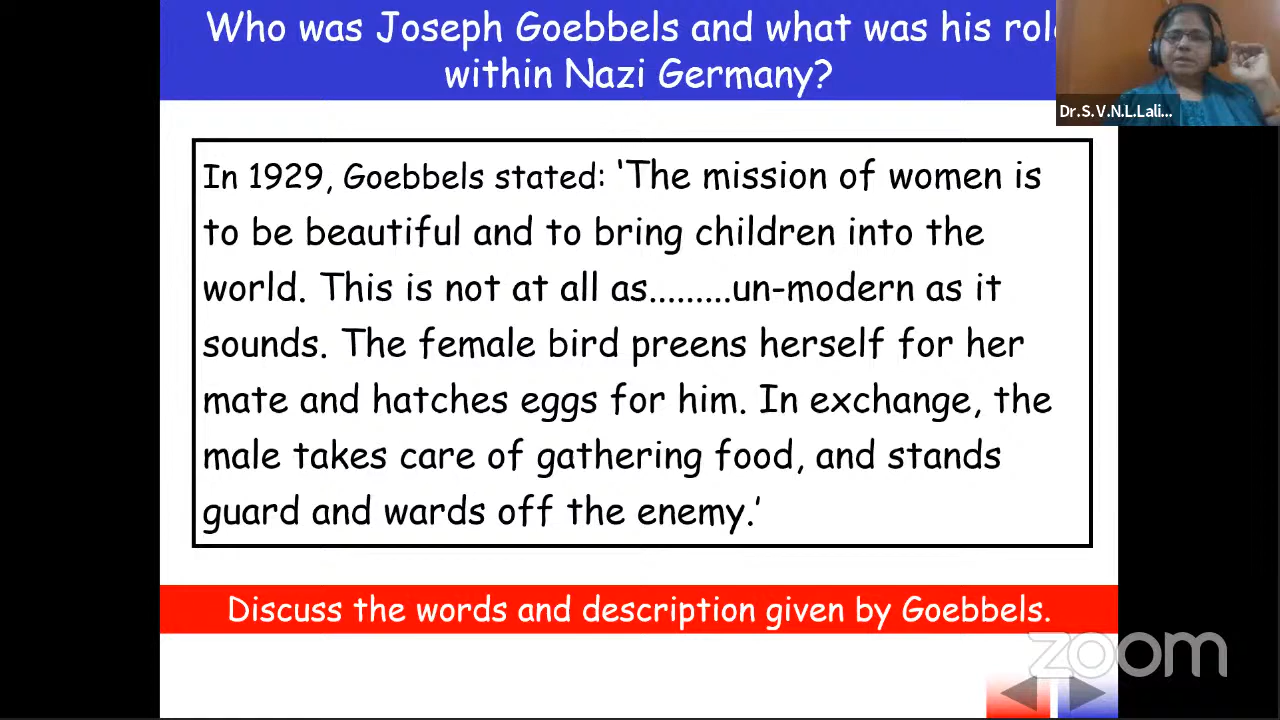 Who was Joseph Goebbels and what was his role
within Nazi Germany?
Dr.S.V.N.L.Lali...
In 1929, Goebbels stated: ‘The mission of women is
to be beautiful and to bring children into the
world. This is not at all as.........un-modern as it
sounds. The female bird preens herself for her
mate and hatches eggs for him. In exchange, the
male takes care of gathering food, and stands
guard and wards off the enemy.’
Discuss the words and description given by Goebbels.
zoom